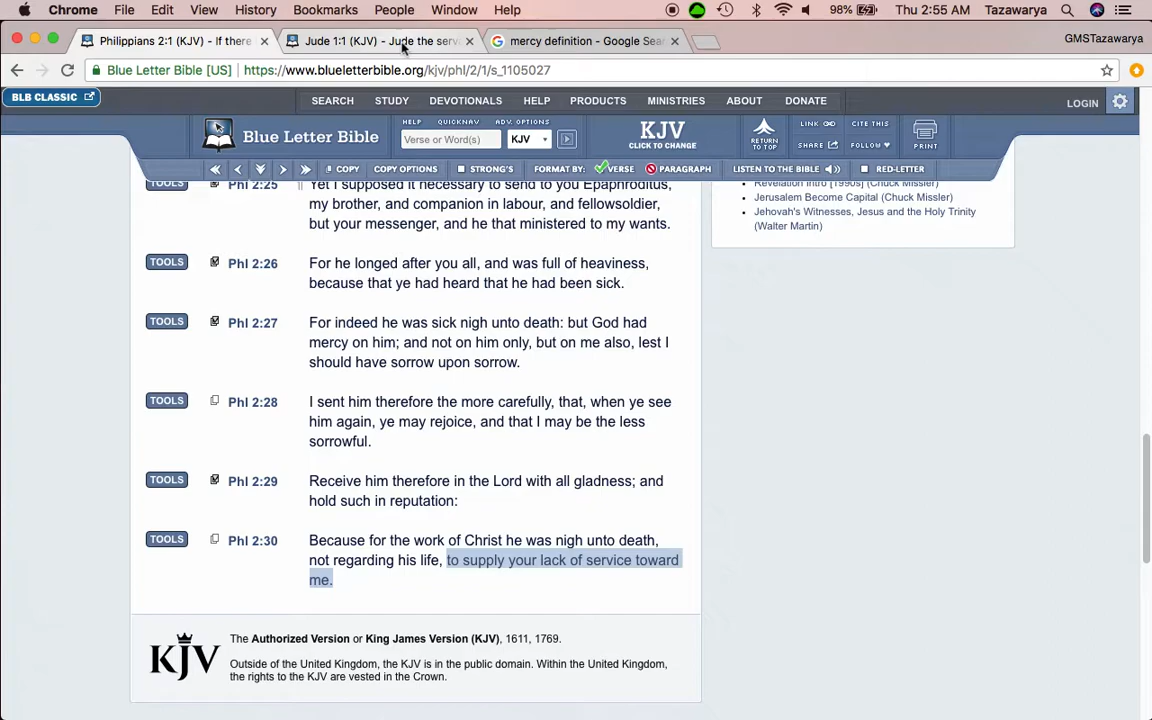 Chrome File Edit View History Bookmarks People Window Help 98% Thu 2:55 AM Tazawarya
Philippians 2:1 (KJV) - If there Jude 1:1 (KJV) - Jude the serv mercy definition - Google Sear GMSTazawarya
Blue Letter Bible [US] https://www.blueletterbible.org/kjv/phl/2/1/s_1105027
BLB CLASSIC SEARCH STUDY DEVOTIONALS HELP PRODUCTS MINISTRIES ABOUT DONATE LOGIN
HELP QUICKNAV ADV. OPTIONS
Blue Letter Bible Verse or Word(s) KJV
KJV
CLICK TO CHANGE
RETURN
TO TOP
LINK CITE THIS
SHARE FOLLOW
PRINT
COPY COPY OPTIONS STRONG'S FORMAT BY: VERSE PARAGRAPH LISTEN TO THE BIBLE RED-LETTER
TOOLS Phl 2:25 Yet I supposed it necessary to send to you Epaphroditus,
my brother, and companion in labour, and fellowsoldier,
but your messenger, and he that ministered to my wants.
Revelation Intro [1990s] (Chuck Missler)
• Jerusalem Become Capital (Chuck Missler)
• Jehovah's Witnesses, Jesus and the Holy Trinity
(Walter Martin)
TOOLS Phl 2:26 For he longed after you all, and was full of heaviness,
because that ye had heard that he had been sick.
TOOLS Phl 2:27 For indeed he was sick nigh unto death: but God had
mercy on him; and not on him only, but on me also, lest I
should have sorrow upon sorrow.
TOOLS Phl 2:28 I sent him therefore the more carefully, that, when ye see
him again, ye may rejoice, and that I may be the less
sorrowful.
TOOLS Phl 2:29 Receive him therefore in the Lord with all gladness; and
hold such in reputation:
TOOLS Phl 2:30 Because for the work of Christ he was nigh unto death,
not regarding his life, to supply your lack of service toward
me.
KJV
The Authorized Version or King James Version (KJV), 1611, 1769.
Outside of the United Kingdom, the KJV is in the public domain. Within the United Kingdom,
the rights to the KJV are vested in the Crown.